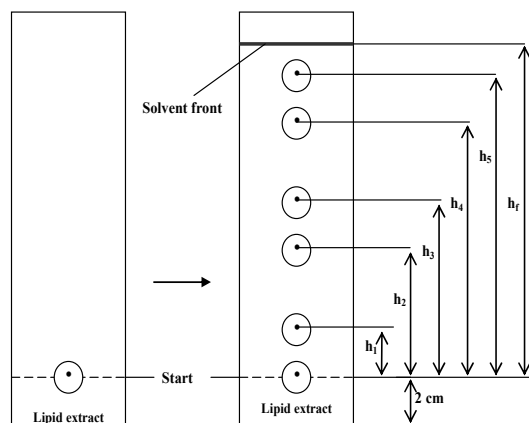 Solvent front
h5
h4
hf
h3
h2
h1
Start
2 cm
Lipid extract
Lipid extract